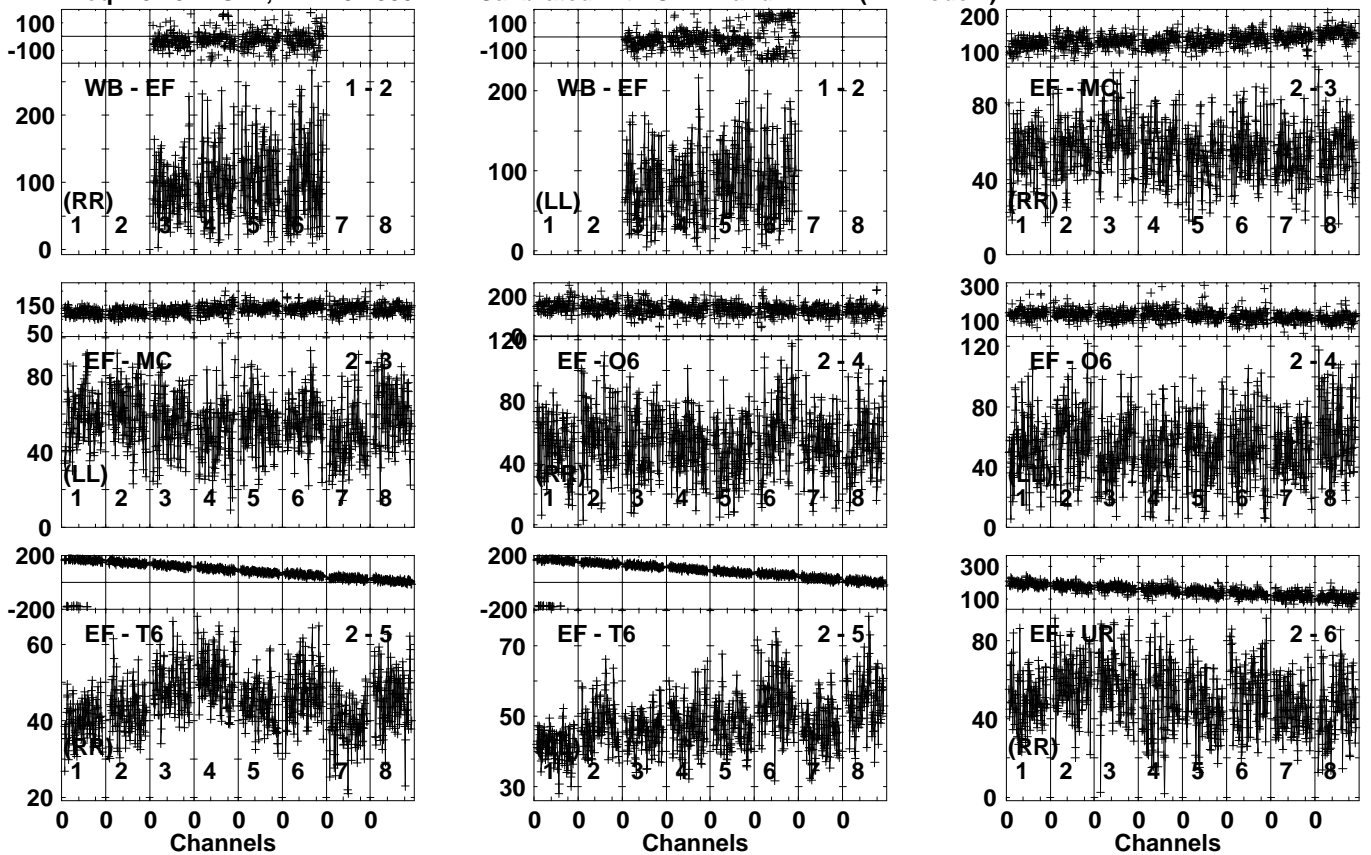 100 100 200
-100 -100 100
WB - EF 1 - 2 WB - EF 1 - 2 EF - MC 2 - 3
200 200 80
100 100 40
(RR) (LL) (RR)
1 2 3 4 5 6 7 8 1 2 3 4 5 6 7 8 1 2 3 4 5 6 7 8
0 0 0
150 200 300
50 0 100
120 120
EF - MC 2 - 3 EF - O6 2 - 4 EF - O6 2 - 4
80 80 80
40 40 40
(LL) (RR) (LL)
1 2 3 4 5 6 7 8 1 2 3 4 5 6 7 8 1 2 3 4 5 6 7 8
0 0 0
200 200 300
-200 -200 100
EF - T6 2 - 5 EF - T6 2 - 5 EF - UR 2 - 6
60 70 80
40 50 40
(RR) (RR)
1 2 3 4 5 6 7 8 1 2 3 4 5 6 7 8 1 2 3 4 5 6 7 8
20 30 0
0 0 0 0 0 0 0 0 0 0 0 0 0 0 0 0 0 0 0 0 0 0 0 0
Channels Channels Channels